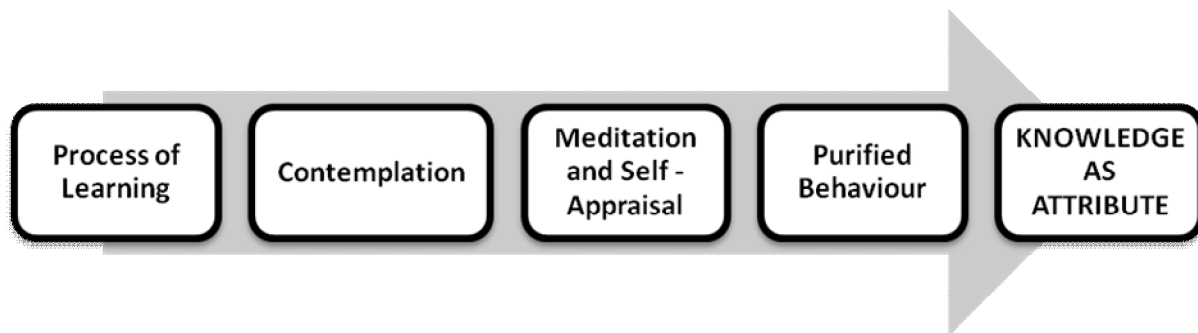 Process of
Learning
Contemplation
Meditation
and Self -
Appraisal
Purified
Behaviour
KNOWLEDGE
AS
ATTRIBUTE